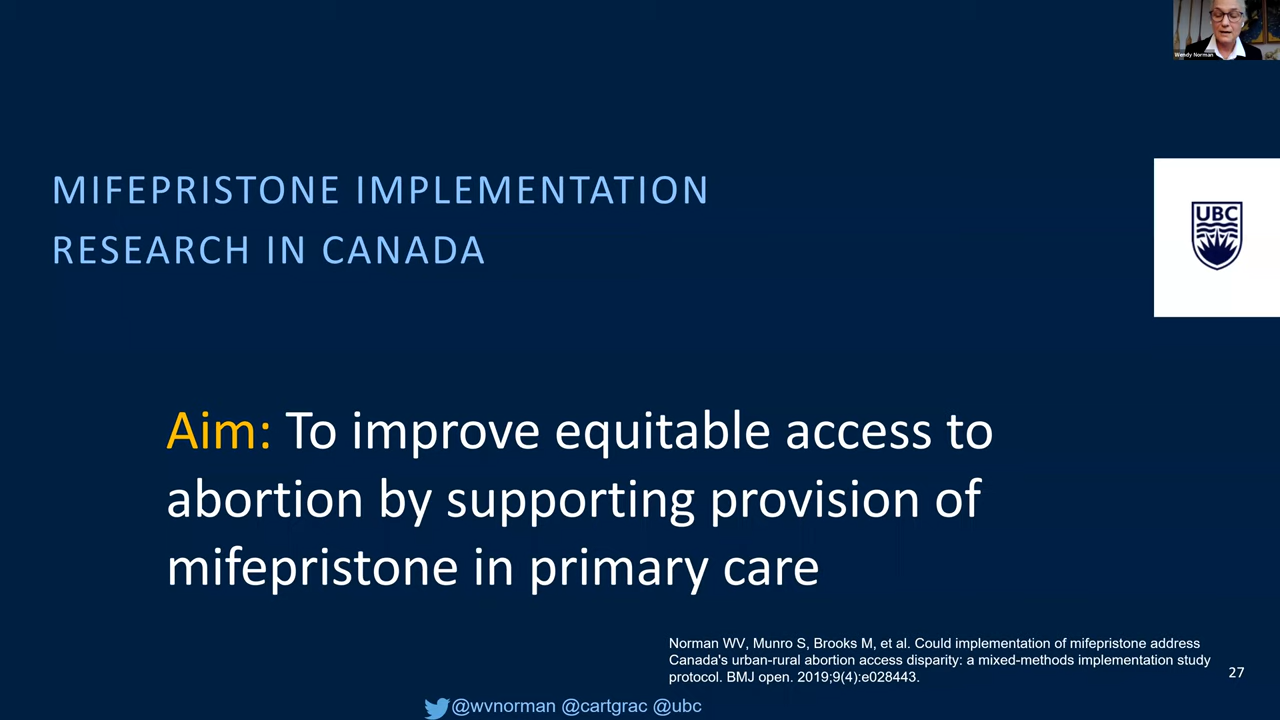 Wendy Norman
MIFEPRISTONE IMPLEMENTATION
RESEARCH IN CANADA
UBC
Aim: To improve equitable access to
abortion by supporting provision of
mifepristone in primary care
Norman WV, Munro S, Brooks M, et al. Could implementation of mifepristone address
Canada's urban-rural abortion access disparity: a mixed-methods implementation study
protocol. BMJ open. 2019;9(4):e028443.
27
@wvnorman @cartgrac @ubc